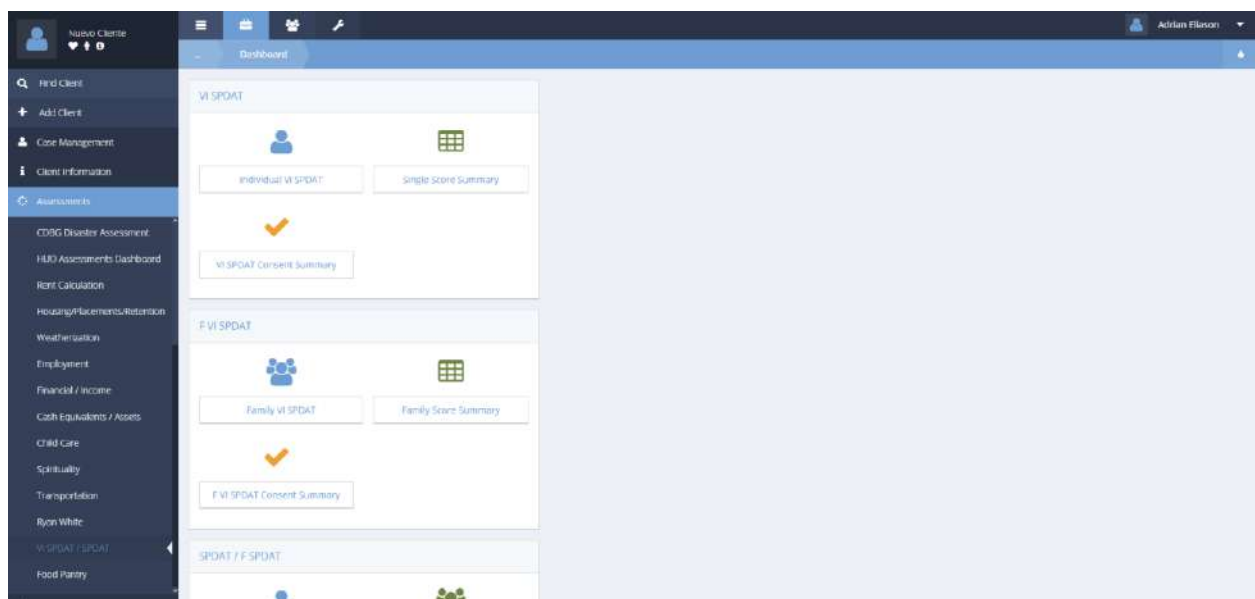 Nuevo Cliente
Adrian Eliason
Dashboard
Find Client
Add Client
Case Management
Client Information
Assessments
CDBG Disaster Assessment
HUD Assessments Dashboard
Rent Calculation
Housing/Placements/Retention
Weatherization
Employment
Financial / Income
Cash Equivalents / Assets
Child Care
Spirituality
Transportation
Ryan White
VI SPDAT / SPDAT
Food Pantry
VI SPDAT
Individual VI SPDAT
Single Score Summary
VI SPDAT Consent Summary
F VI SPDAT
Family VI SPDAT
Family Score Summary
F VI SPDAT Consent Summary
SPDAT / F SPDAT